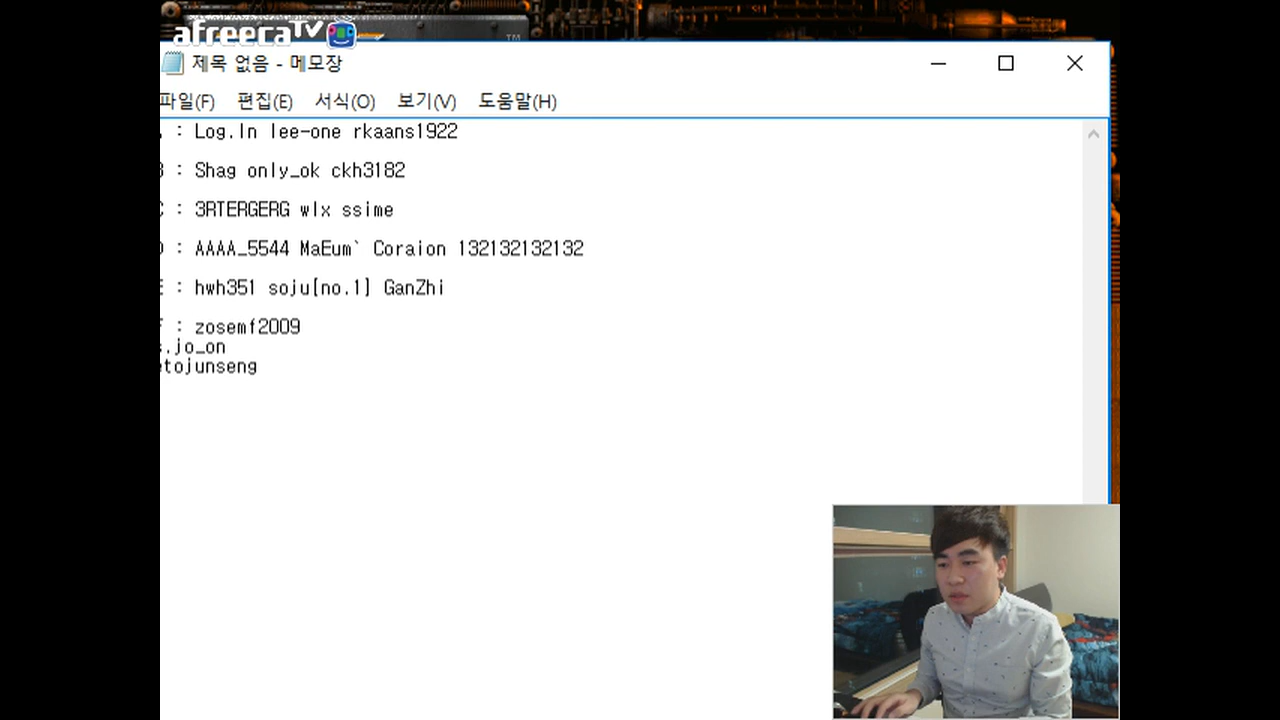 afreecaTV
TM
제목 없음 - 메모장
파일(F) 편집(E) 서식(O) 보기(V) 도움말(H)
: Log.In lee-one rkaans1922
: Shag only_ok ckh3182
: 3RTERGERG wlx ssime
: AAAA_5544 MaEum` Coraion 132132132132
: hwh351 soju[no.1] GanZhi
: zosemf2009
.jo_on
etojunseng